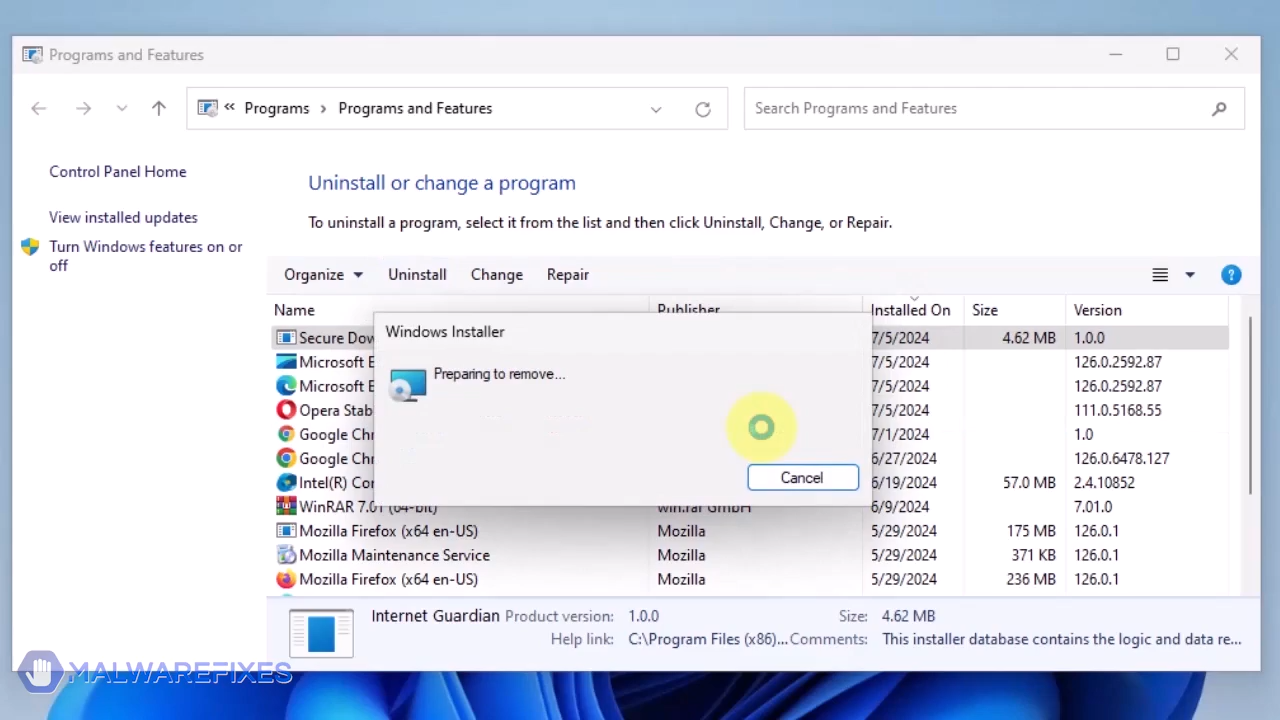 Programs and Features
« Programs › Programs and Features
Search Programs and Features
Control Panel Home
View installed updates
Turn Windows features on or
off
Uninstall or change a program
To uninstall a program, select it from the list and then click Uninstall, Change, or Repair.
Organize Uninstall Change Repair
Name Publisher Installed On Size Version
Secure Dow 7/5/2024 4.62 MB 1.0.0
Microsoft E 7/5/2024 126.0.2592.87
Microsoft E 7/5/2024 126.0.2592.87
Opera Stab 7/5/2024 111.0.5168.55
Google Chr 7/1/2024 1.0
Google Chr 6/27/2024 126.0.6478.127
Intel(R) Cor 6/19/2024 57.0 MB 2.4.10852
WinRAR 7.01 (64-bit) win.rar GmbH 6/9/2024 7.01.0
Mozilla Firefox (x64 en-US) Mozilla 5/29/2024 175 MB 126.0.1
Mozilla Maintenance Service Mozilla 5/29/2024 371 KB 126.0.1
Mozilla Firefox (x64 en-US) Mozilla 5/29/2024 236 MB 126.0.1
Windows Installer
Preparing to remove...
Cancel
Internet Guardian Product version: 1.0.0 Size: 4.62 MB
Help link: C:\Program Files (x86)... Comments: This installer database contains the logic and data re...
MALWAREFIXES